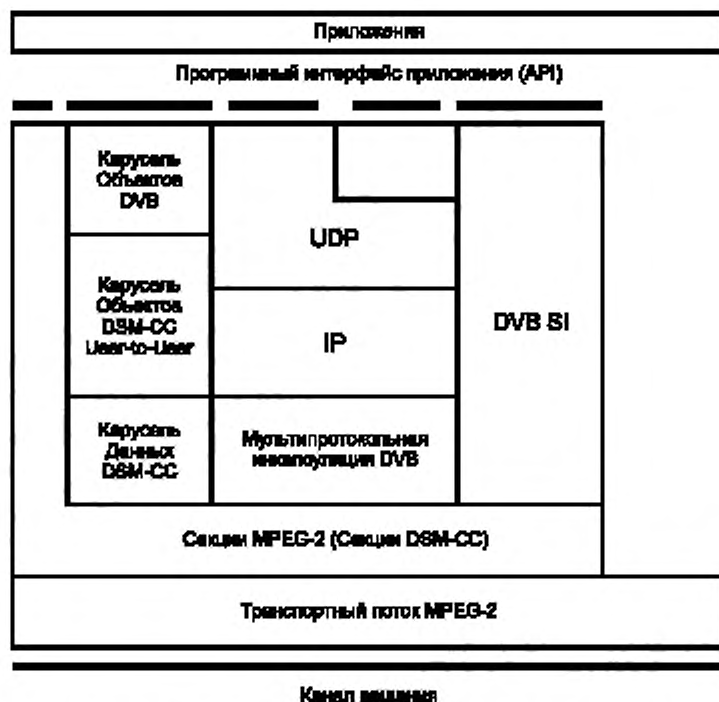 Приложения
Программный интерфейс приложения (API)
Карусель
Объектов
DVB
UDP
Карусель
Объектов
DSM-CC
User-to-User
IP
DVB SI
Карусель
Данных
DSM-CC
Мультипротокольная
инкапсуляция DVB
Секции MPEG-2 (Секции DSM-CC)
Транспортный поток MPEG-2
Канал вещания